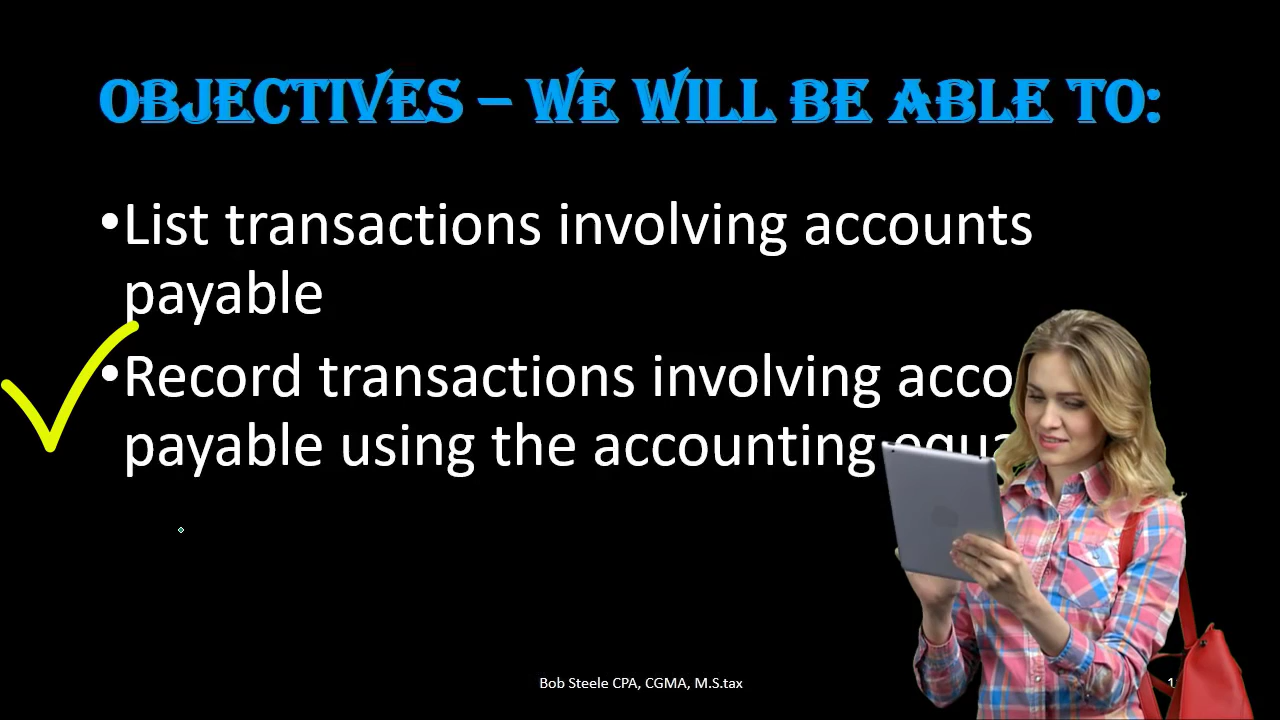 OBJECTIVES – WE WILL BE ABLE TO:
•List transactions involving accounts
payable
•Record transactions involving acco
payable using the accounting equa
Bob Steele CPA, CGMA, M.S.tax